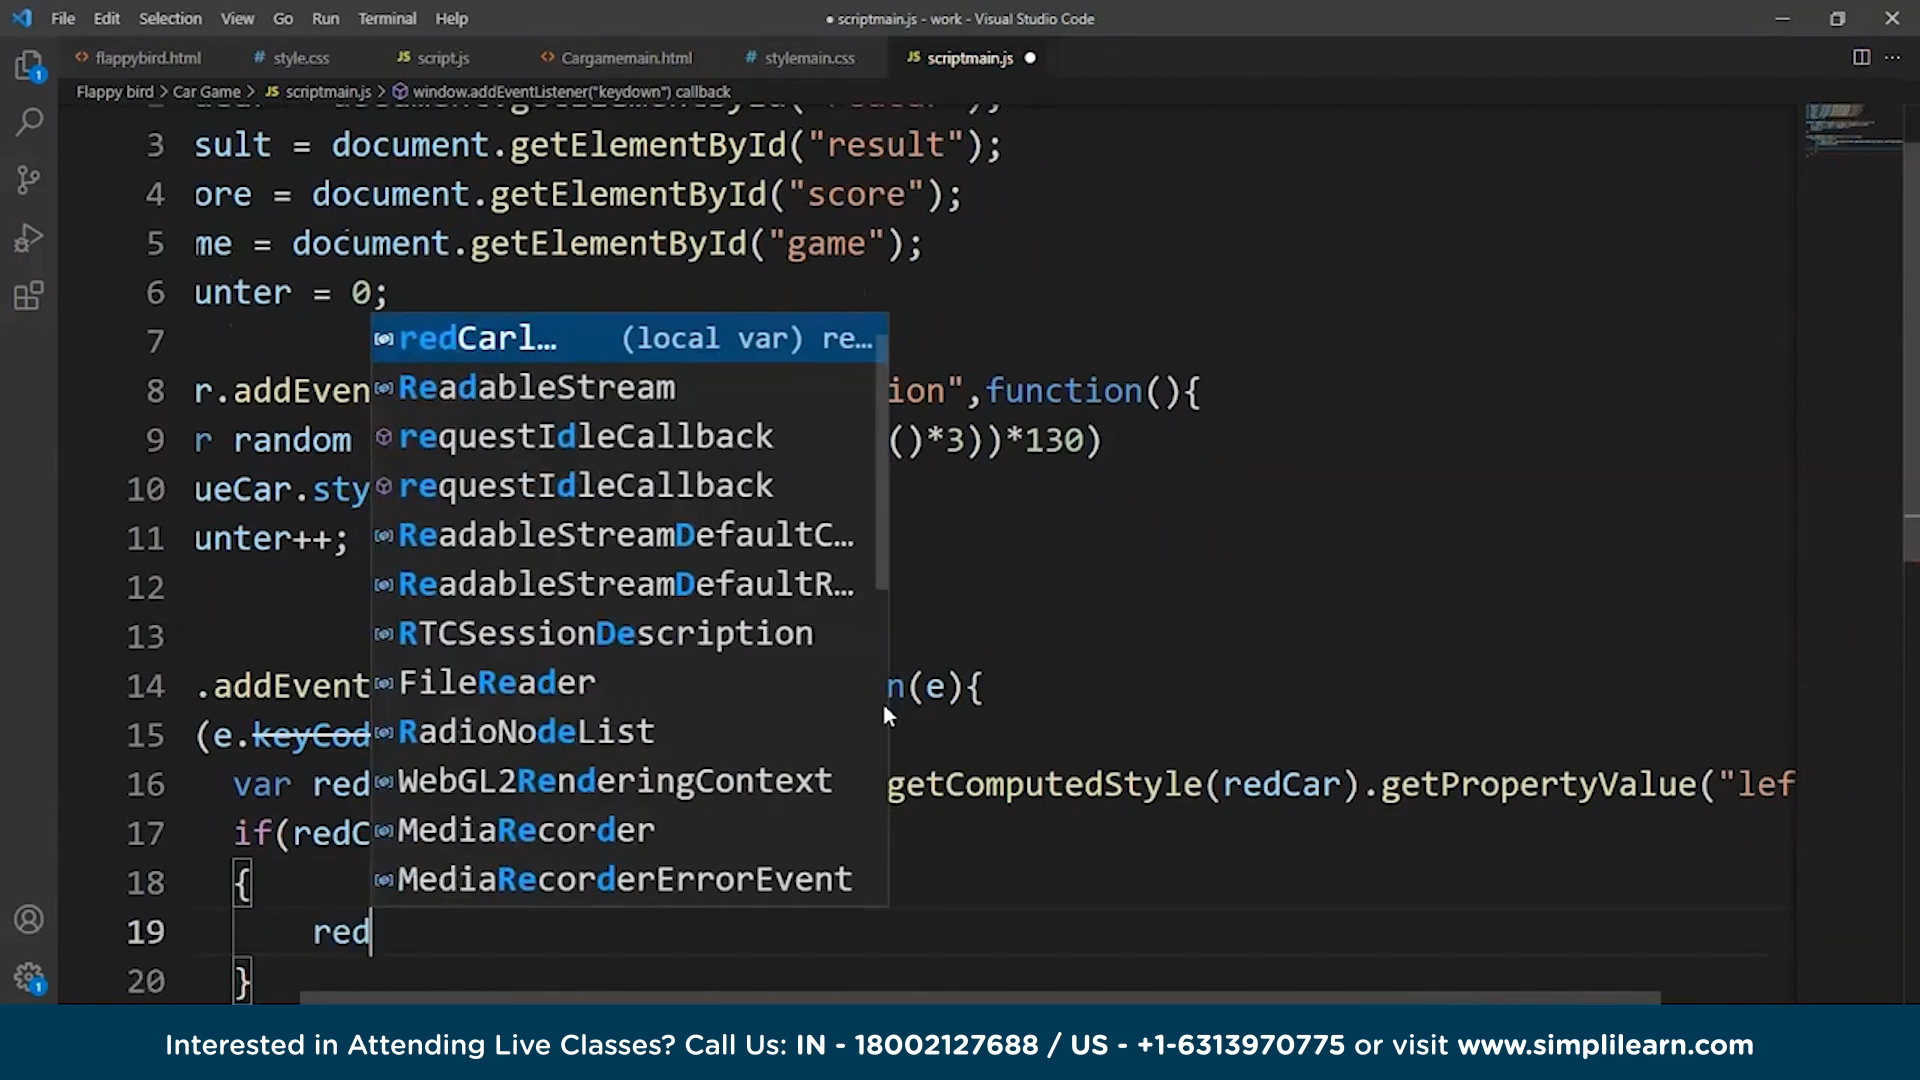 File Edit Selection View Go Run Terminal Help ● scriptmain.js - work - Visual Studio Code
<> flappybird.html # style.css JS script.js <> Cargamemain.html # stylemain.css JS scriptmain.js ●
Flappy bird > Car Game > JS scriptmain.js > window.addEventListener("keydown") callback
3 sult = document.getElementById("result");
4 ore = document.getElementById("score");
5 me = document.getElementById("game");
6 unter = 0;
7 redCarl… (local var) re…
ReadableStream
8 r.addEven ion",function(){
requestIdleCallback
9 r random ()*3))*130)
requestIdleCallback
10 ueCar.sty
ReadableStreamDefaultC…
11 unter++;
ReadableStreamDefaultR…
12
RTCSessionDescription
13
FileReader
14 .addEvent n(e){
RadioNodeList
15 (e.keyCod
WebGL2RenderingContext
16 var red getComputedStyle(redCar).getPropertyValue("lef
MediaRecorder
17 if(redC
MediaRecorderErrorEvent
18 {
19 red
20 }
1
1
Interested in Attending Live Classes? Call Us: IN - 18002127688 / US - +1-6313970775 or visit www.simplilearn.com